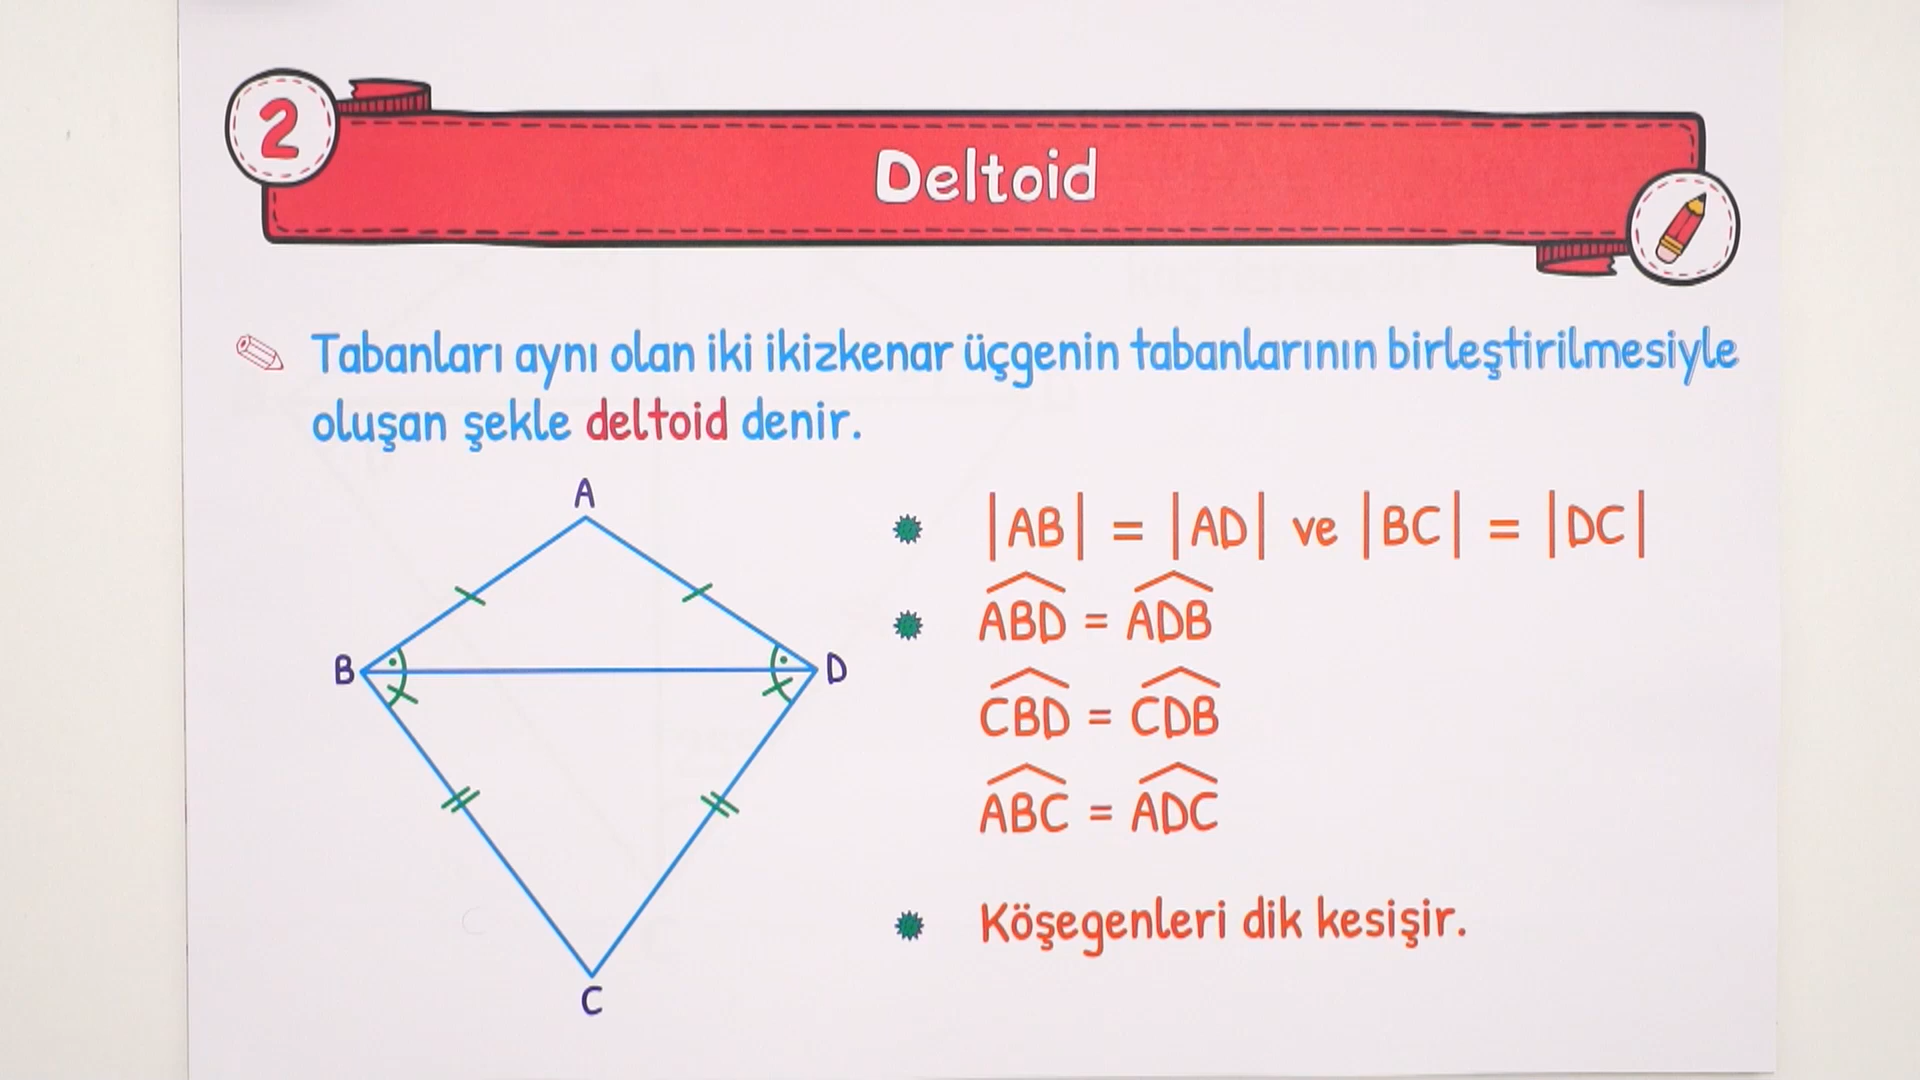 2
Deltoid
Tabanları aynı olan iki ikizkenar üçgenin tabanlarının birleştirilmesiyle
oluşan şekle deltoid denir.
A
B
D
C
|AB| = |AD| ve |BC| = |DC|
ABD = ADB
CBD = CDB
ABC = ADC
Köşegenleri dik kesişir.